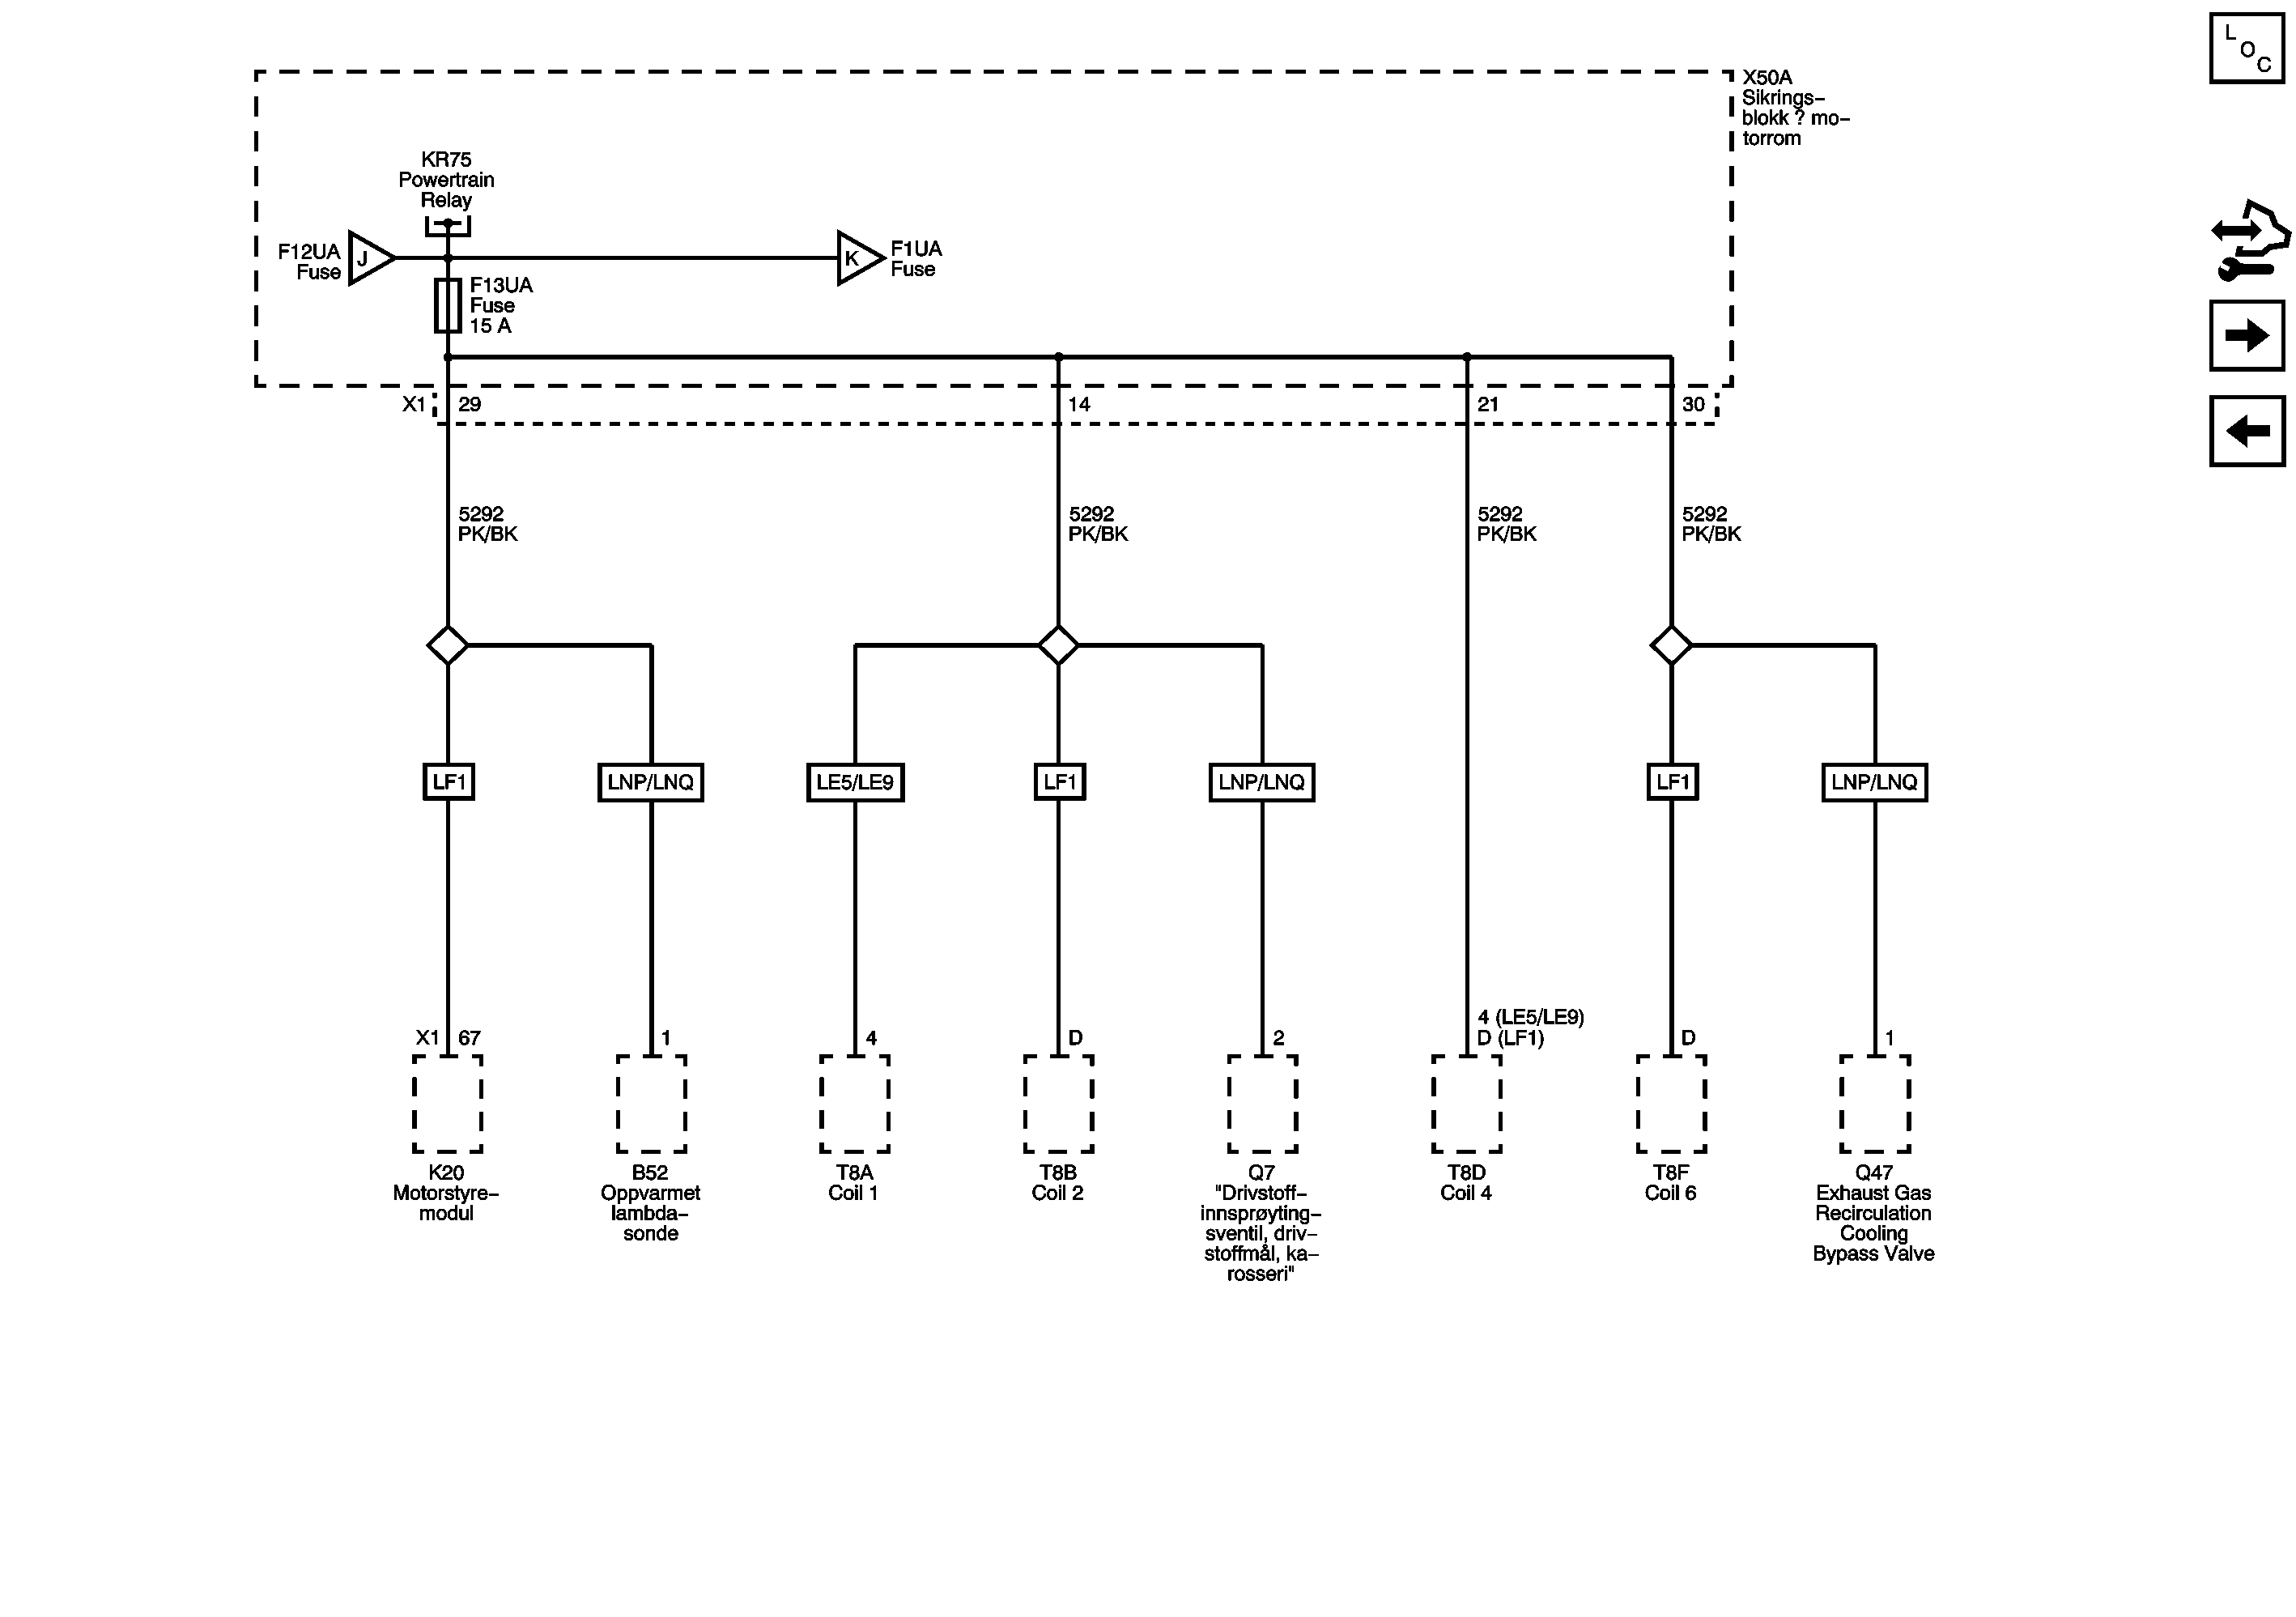 L
O
C
X50A
Sikrings–
blokk ? mo–
torrom
KR75
Powertrain
Relay
F12UA
Fuse
J
K
F1UA
Fuse
F13UA
Fuse
15 A
X1
29
14
21
30
5292
PK/BK
5292
PK/BK
5292
PK/BK
5292
PK/BK
LF1
LNP/LNQ
LE5/LE9
LF1
LNP/LNQ
LF1
LNP/LNQ
X1
67
1
4
D
2
4 (LE5/LE9)
D (LF1)
D
1
K20
Motorstyre–
modul
B52
Oppvarmet
lambda–
sonde
T8A
Coil 1
T8B
Coil 2
Q7
"Drivstoff–
innsprøyting–
sventil, driv–
stoffmål, ka–
rosseri"
T8D
Coil 4
T8F
Coil 6
Q47
Exhaust Gas
Recirculation
Cooling
Bypass Valve